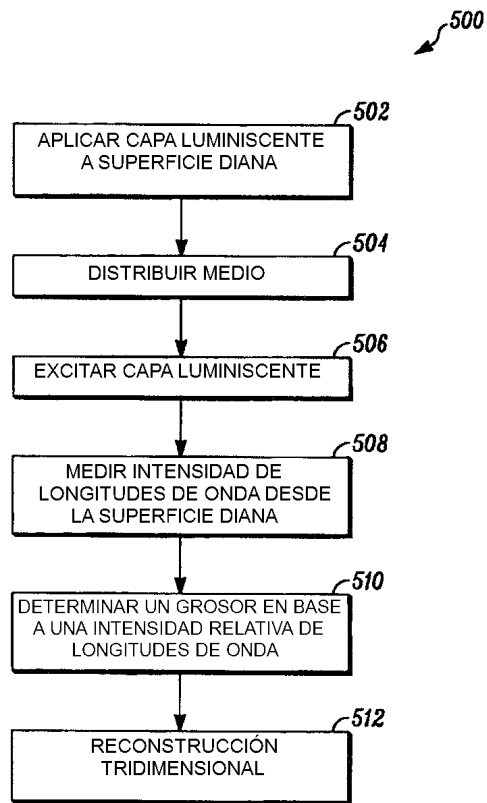 500
502
APLICAR CAPA LUMINISCENTE
A SUPERFICIE DIANA
504
DISTRIBUIR MEDIO
506
EXCITAR CAPA LUMINISCENTE
508
MEDIR INTENSIDAD DE
LONGITUDES DE ONDA DESDE
LA SUPERFICIE DIANA
510
DETERMINAR UN GROSOR EN BASE
A UNA INTENSIDAD RELATIVA DE
LONGITUDES DE ONDA
512
RECONSTRUCCIÓN
TRIDIMENSIONAL